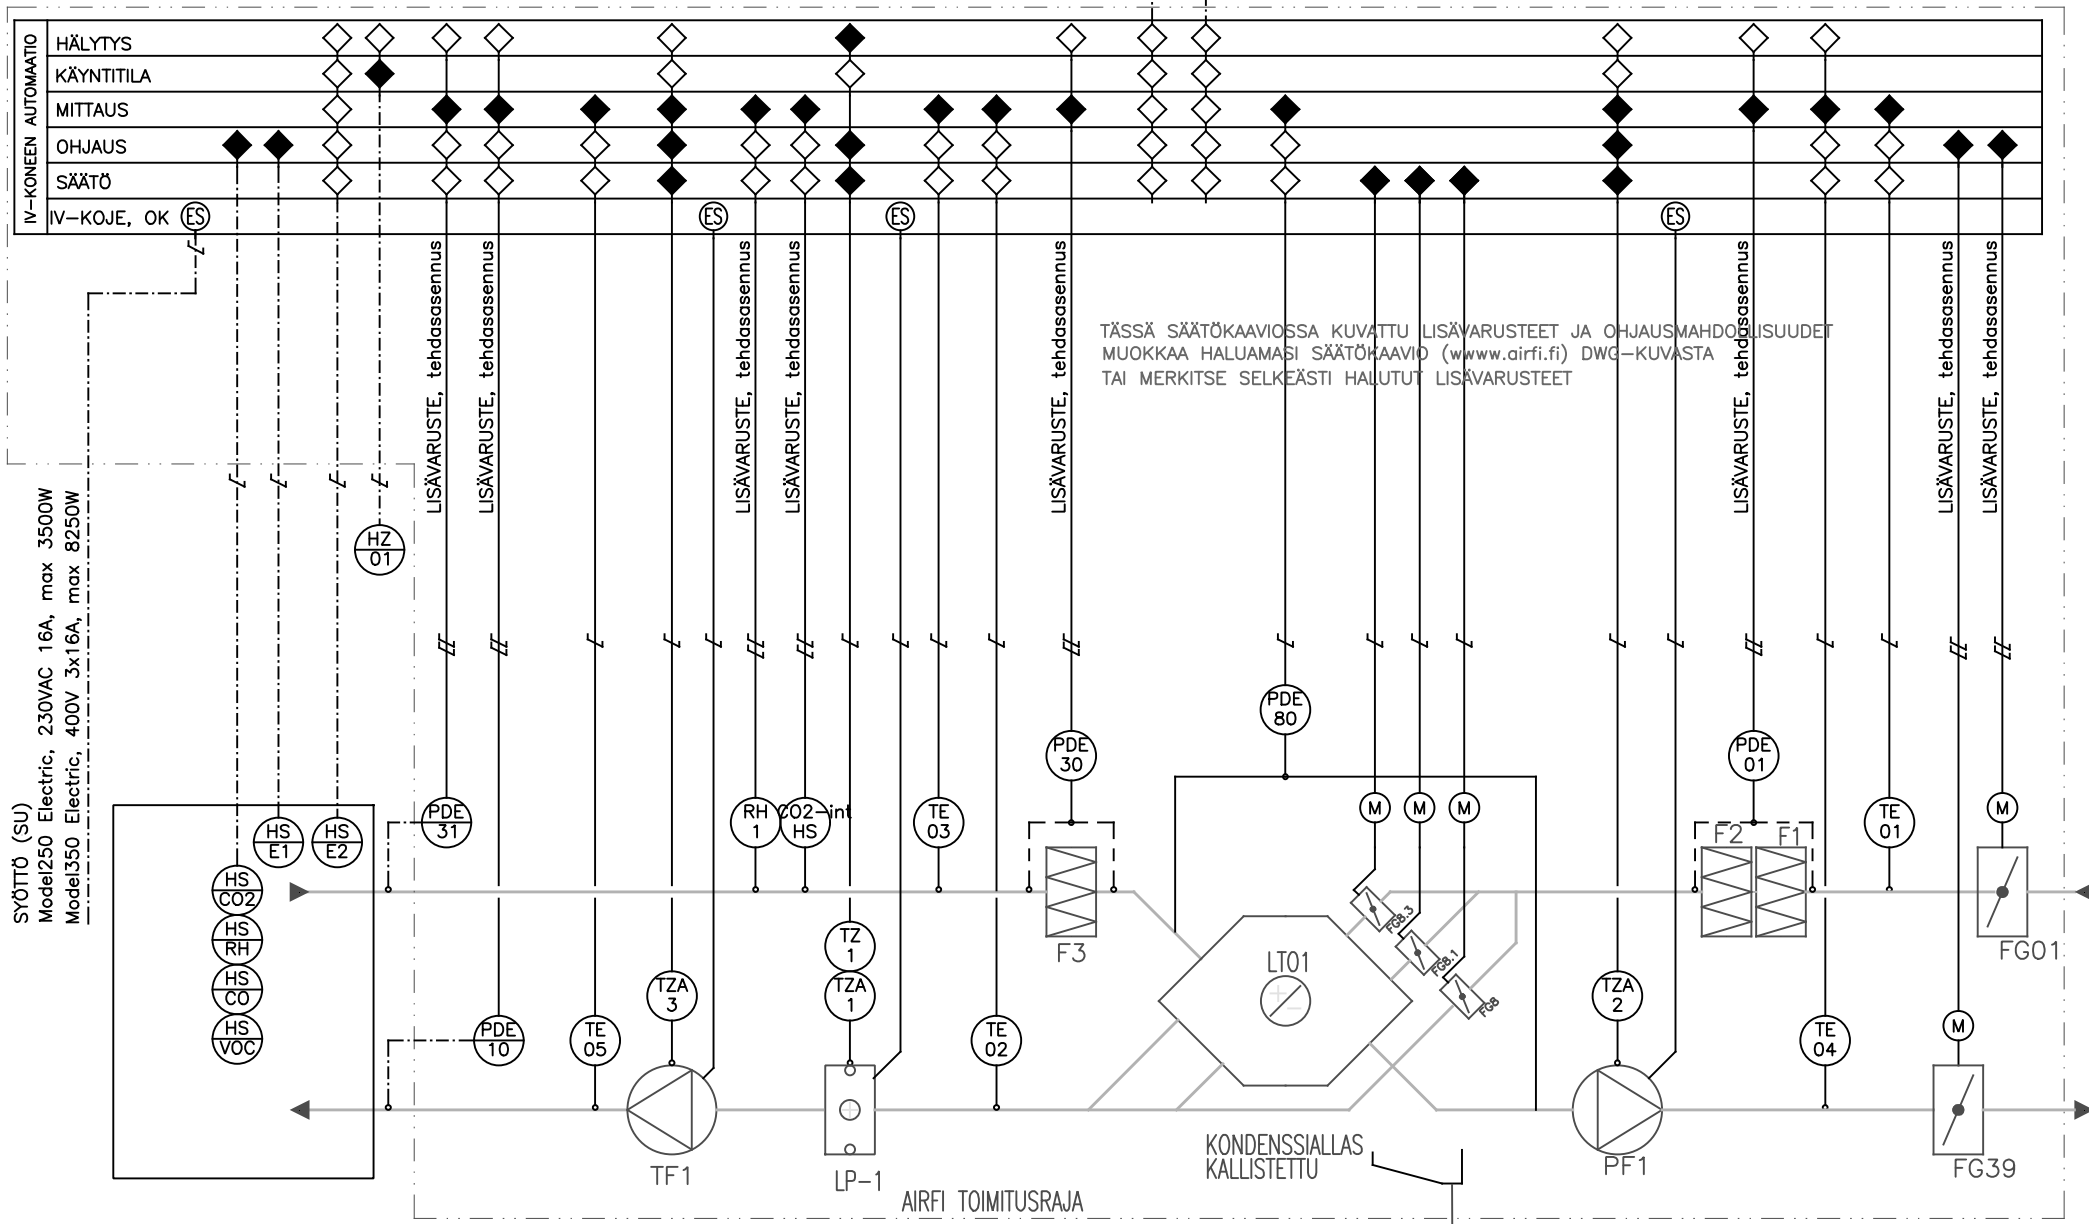 IV-KONEEN AUTOMAATIO
HÄLYTYS
KÄYNTITILA
MITTAUS
OHJAUS
SÄÄTÖ
IV-KOJE, OK
ES
ES
ES
ES
LISÄVARUSTE, tehdasasennus
LISÄVARUSTE, tehdasasennus
LISÄVARUSTE, tehdasasennus
LISÄVARUSTE, tehdasasennus
LISÄVARUSTE, tehdasasennus
LISÄVARUSTE, tehdasasennus
LISÄVARUSTE, tehdasasennus
LISÄVARUSTE, tehdasasennus
TÄSSÄ SÄÄTÖKAAVIOSSA KUVATTU LISÄVARUSTEET JA OHJAUSMAHDOLLISUUDET
MUOKKAA HALUAMASI SÄÄTÖKAAVIO (wwww.airfi.fi) DWG-KUVASTA
TAI MERKITSE SELKEÄSTI HALUTUT LISÄVARUSTEET
SYÖTTÖ (SU)
Model250 Electric, 230VAC 16A, max 3500W
Model350 Electric, 400V 3x16A, max 8250W
HZ
01
PDE
80
PDE
30
PDE
01
HS
E1
HS
E2
PDE
31
RH
1
CO2-int
HS
TE
03
M
M
M
F2
F1
TE
01
M
HS
CO2
HS
RH
HS
CO
HS
VOC
F3
FG8.3
FG8.1
FG8
FG01
TZ
1
TZA
3
TZA
1
LTO1
TZA
2
PDE
10
TE
05
TE
02
TE
04
M
TF1
LP-1
KONDENSSIALLAS
KALLISTETTU
PF1
FG39
AIRFI TOIMITUSRAJA